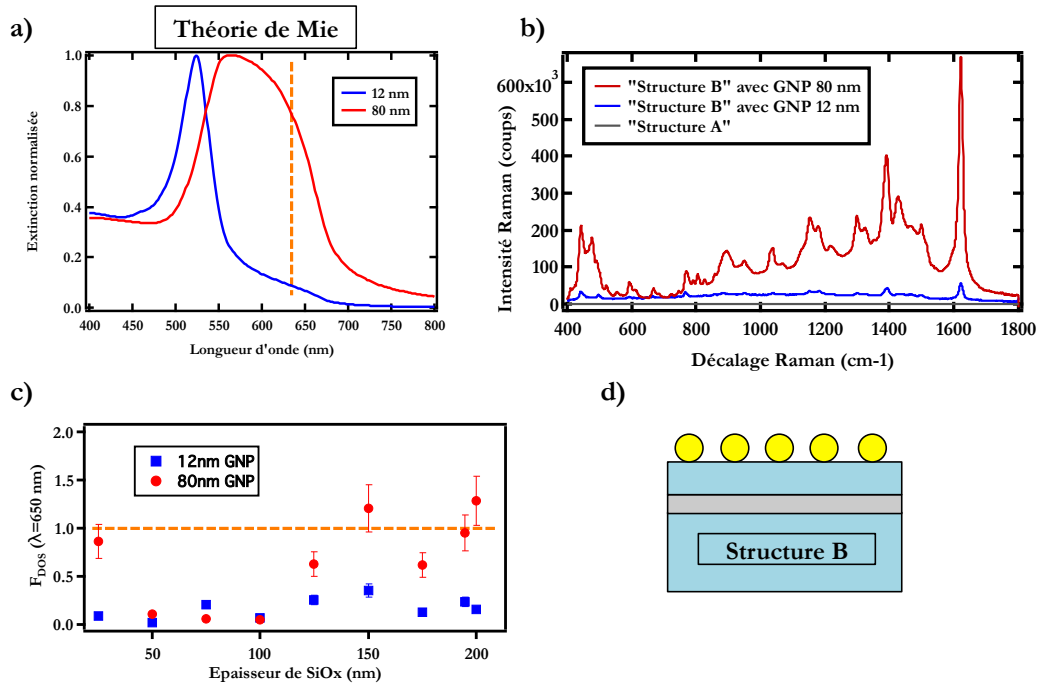 a)
Théorie de Mie
Extinction normalisée
1.0
0.8
0.6
0.4
0.2
0.0
12 nm
80 nm
400
450
500
550
600
650
700
750
800
Longueur d'onde (nm)
b)
Intensité Raman (coups)
600x10³
500
400
300
200
100
0
"Structure B" avec GNP 80 nm
"Structure B" avec GNP 12 nm
"Structure A"
400
600
800
1000
1200
1400
1600
1800
Décalage Raman (cm-1)
c)
F_DOS (λ=650 nm)
2.0
1.5
1.0
0.5
0.0
12nm GNP
80nm GNP
50
100
150
200
Epaisseur de SiOx (nm)
d)
Structure B